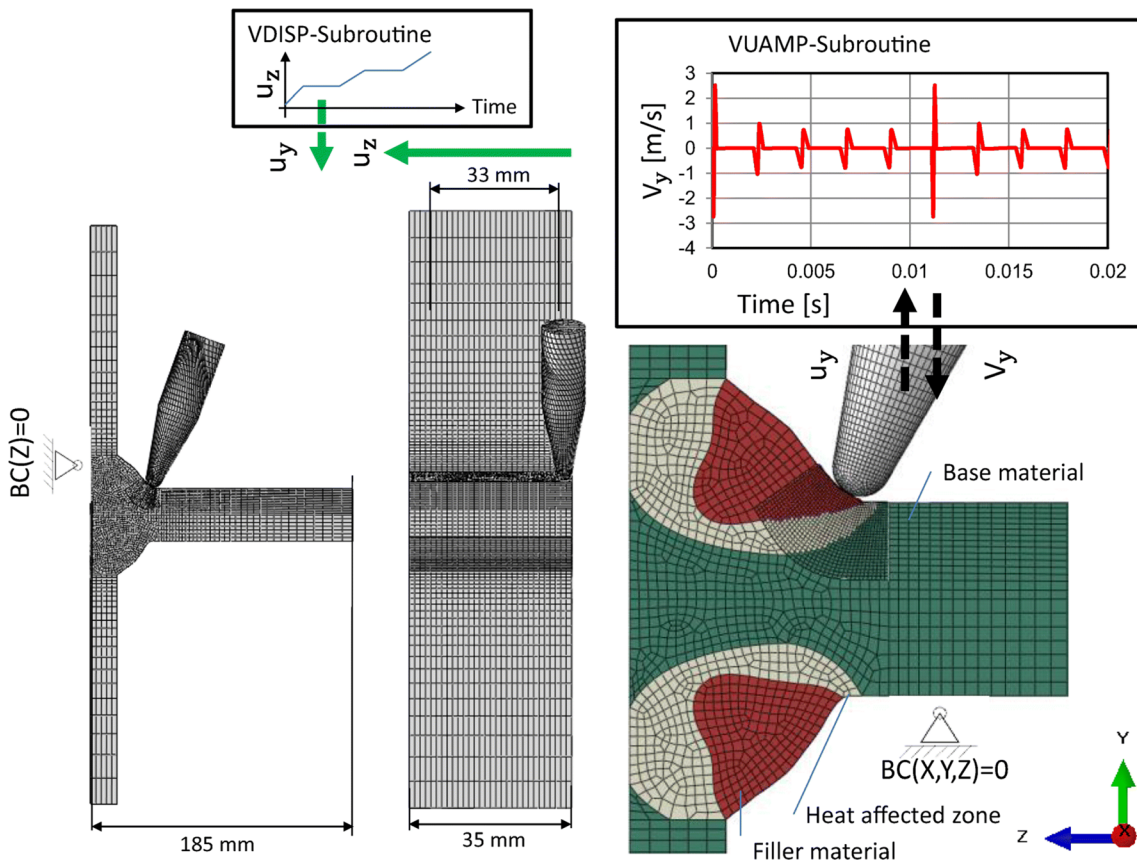 VDISP-Subroutine
u_z
Time
u_y
u_z
33 mm
BC(Z)=0
185 mm
35 mm
VUAMP-Subroutine
3
2
1
0
-1
-2
-3
-4
V_y [m/s]
0
0.005
0.01
0.015
0.02
Time [s]
u_y
V_y
Base material
BC(X,Y,Z)=0
Heat affected zone
Filler material
Y
Z
X